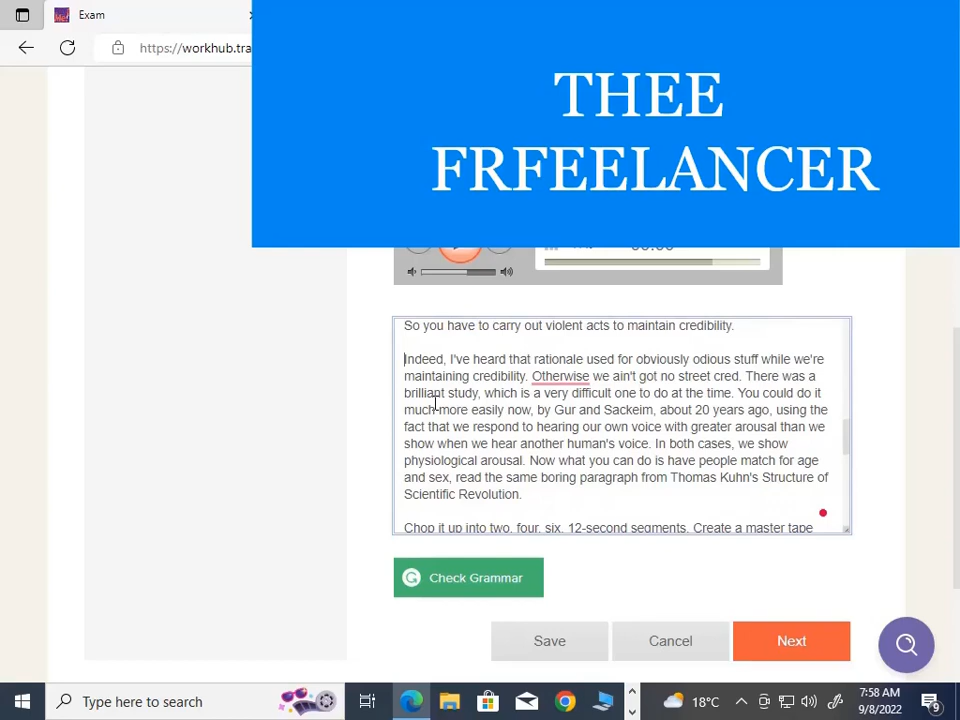 Exam
https://workhub.tra
THEE
FRFEELANCER
So you have to carry out violent acts to maintain credibility.
Indeed, I've heard that rationale used for obviously odious stuff while we're
maintaining credibility. Otherwise we ain't got no street cred. There was a
brilliant study, which is a very difficult one to do at the time. You could do it
much more easily now, by Gur and Sackeim, about 20 years ago, using the
fact that we respond to hearing our own voice with greater arousal than we
show when we hear another human's voice. In both cases, we show
physiological arousal. Now what you can do is have people match for age
and sex, read the same boring paragraph from Thomas Kuhn's Structure of
Scientific Revolution.
Chop it up into two, four, six, 12-second segments. Create a master tape
Check Grammar
Save
Cancel
Next
Type here to search
18°C
7:58 AM
9/8/2022
9